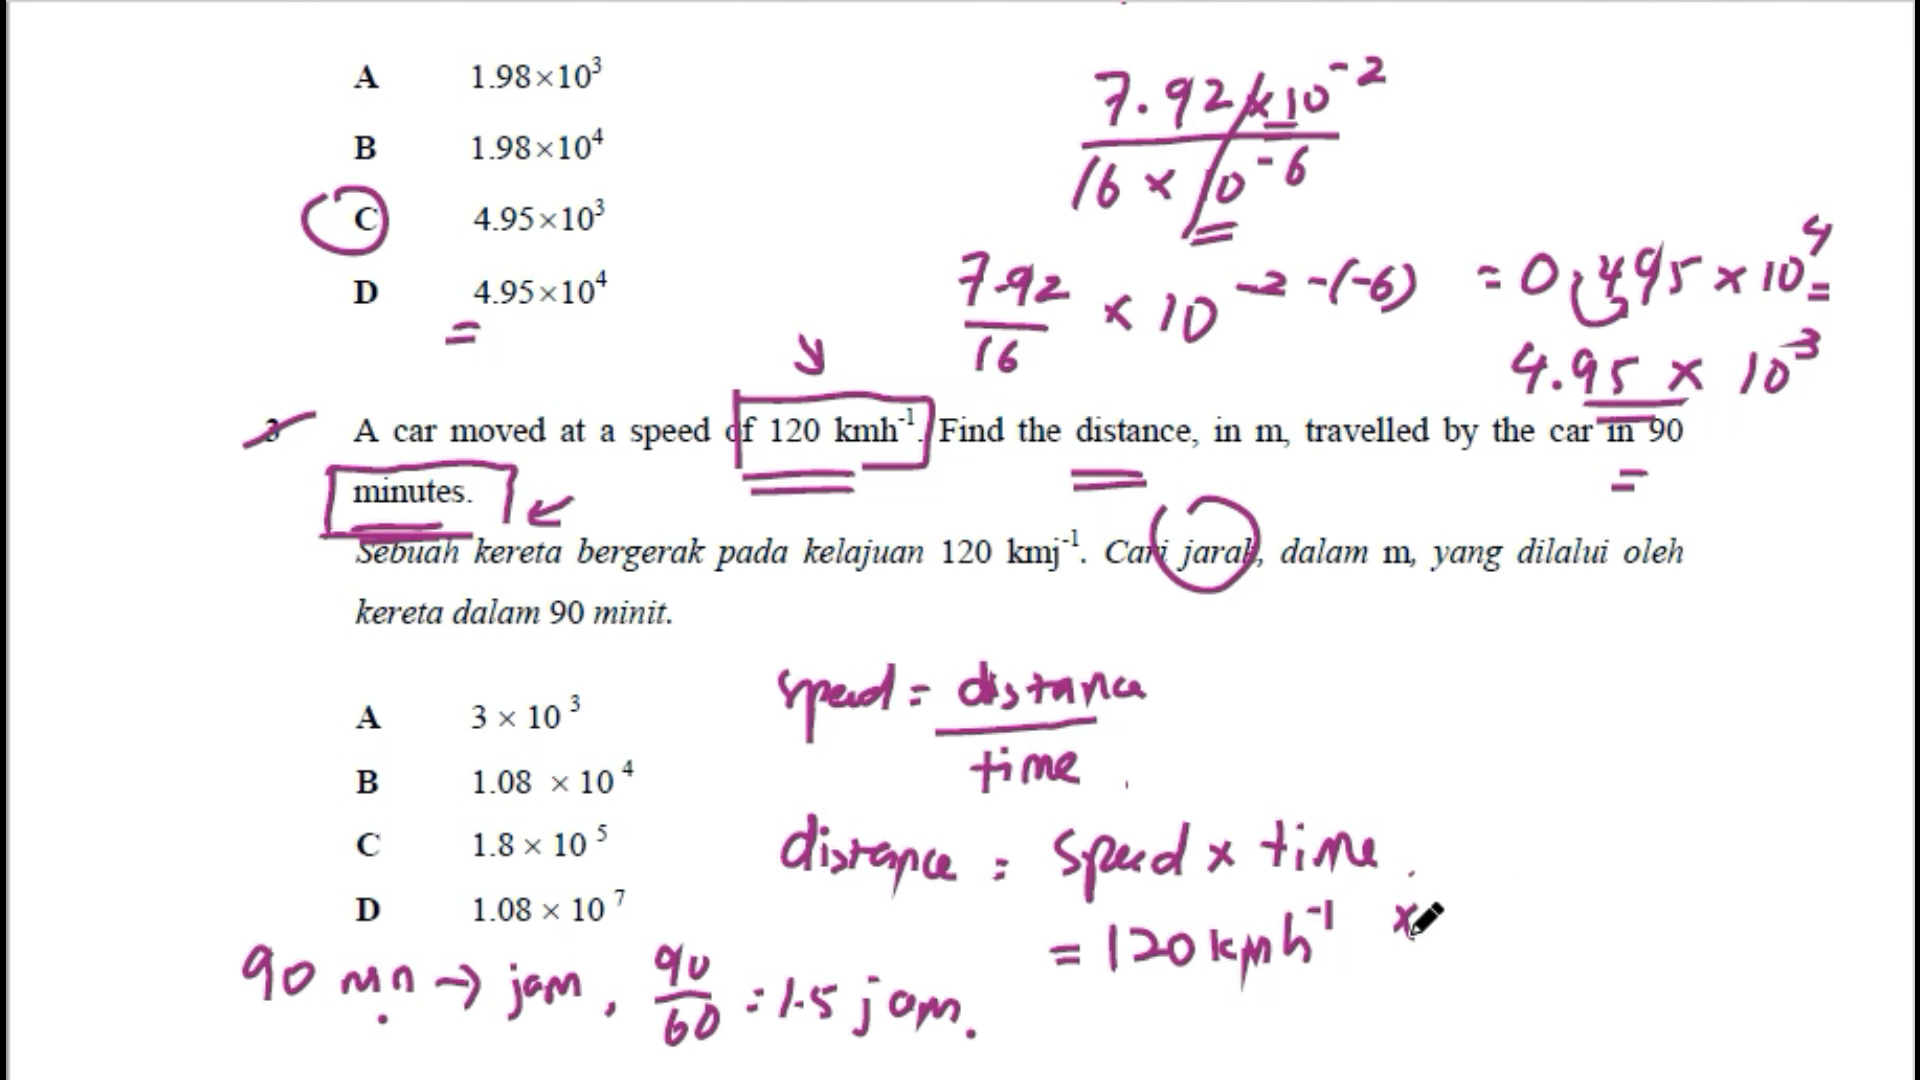 A 1.98×10³
B 1.98×10⁴
C 4.95×10³
D 4.95×10⁴
7.92 × 10⁻²
16 × 10⁻⁶
7.92
16
× 10⁻²⁻⁽⁻⁶⁾ = 0.495 × 10⁴
4.95 × 10³
3 A car moved at a speed of 120 kmh⁻¹. Find the distance, in m, travelled by the car in 90
minutes.
Sebuah kereta bergerak pada kelajuan 120 kmj⁻¹. Cari jarak, dalam m, yang dilalui oleh
kereta dalam 90 minit.
A 3 × 10³
B 1.08 × 10⁴
C 1.8 × 10⁵
D 1.08 × 10⁷
speed = distance
time
distance = speed × time.
= 120 kmh⁻¹ ×
90 min → jam, 90
60
= 1.5 jam.